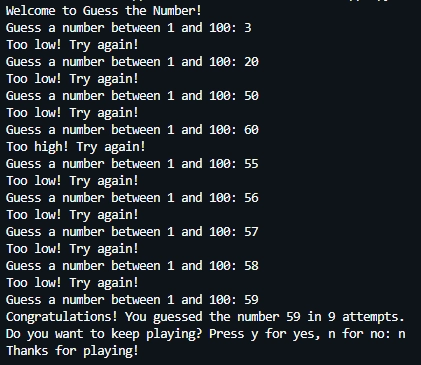 Welcome to Guess the Number!
Guess a number between 1 and 100: 3
Too low! Try again!
Guess a number between 1 and 100: 20
Too low! Try again!
Guess a number between 1 and 100: 50
Too low! Try again!
Guess a number between 1 and 100: 60
Too high! Try again!
Guess a number between 1 and 100: 55
Too low! Try again!
Guess a number between 1 and 100: 56
Too low! Try again!
Guess a number between 1 and 100: 57
Too low! Try again!
Guess a number between 1 and 100: 58
Too low! Try again!
Guess a number between 1 and 100: 59
Congratulations! You guessed the number 59 in 9 attempts.
Do you want to keep playing? Press y for yes, n for no: n
Thanks for playing!